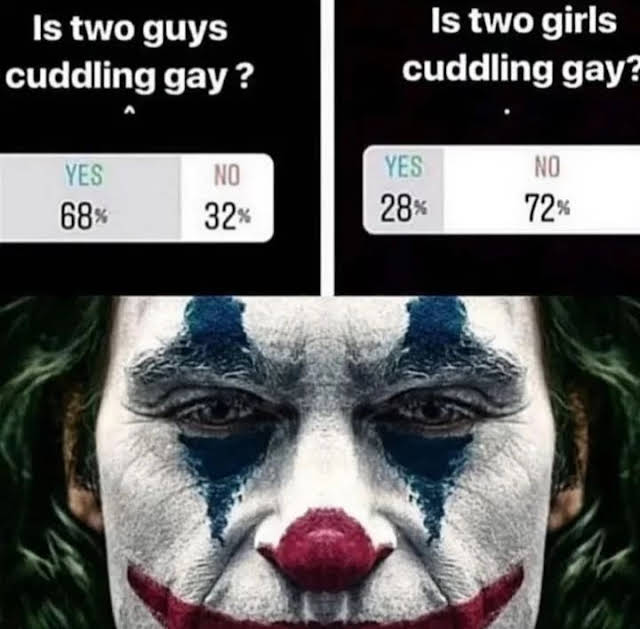 Is two guys
cuddling gay ?
YES NO
68% 32%
Is two girls
cuddling gay?
YES NO
28% 72%